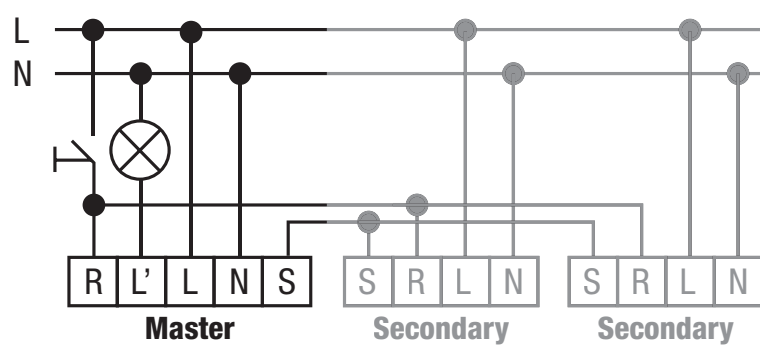 L
N
R L’ L N S S R L N S R L N
Master Secondary Secondary